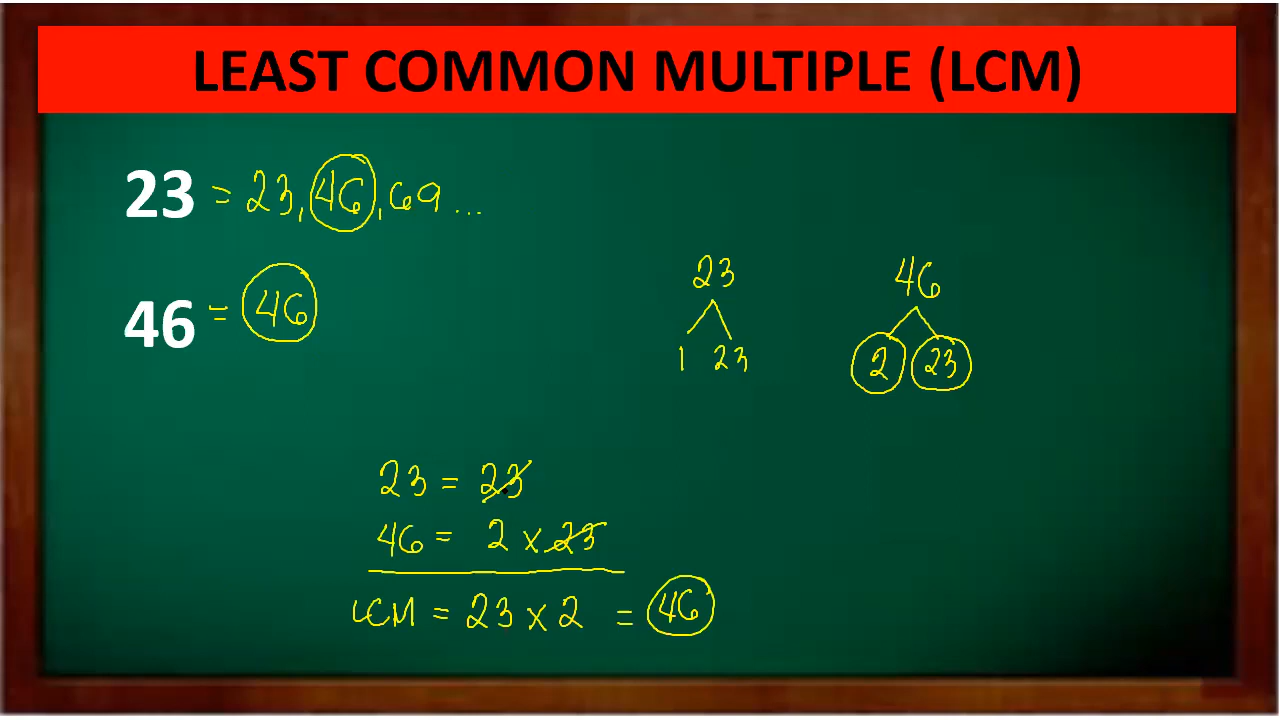 LEAST COMMON MULTIPLE (LCM)
23 = 23, 46, 69 ...
46 = 46
23
1 23
46
2 23
23 = 23
46 = 2 x 23
LCM = 23 x 2 = 46